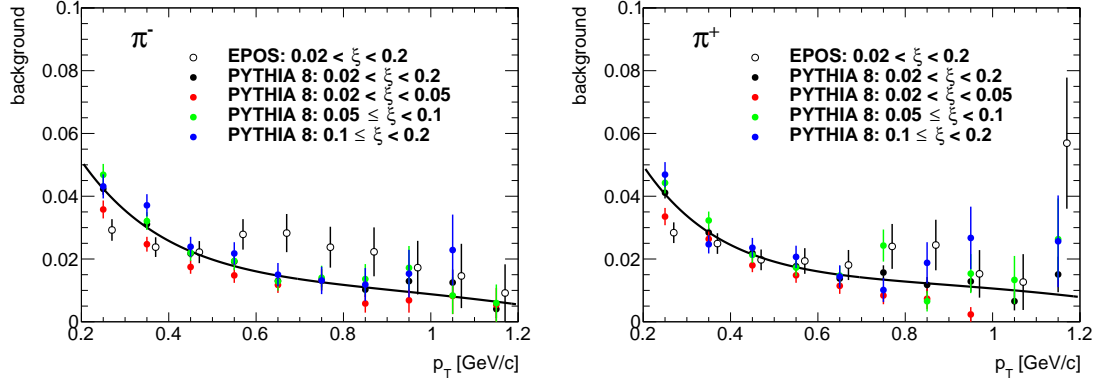 background
0.1
0.08
0.06
0.04
0.02
0
π-
EPOS: 0.02 < ξ < 0.2
PYTHIA 8: 0.02 < ξ < 0.2
PYTHIA 8: 0.02 < ξ < 0.05
PYTHIA 8: 0.05 ≤ ξ < 0.1
PYTHIA 8: 0.1 ≤ ξ < 0.2
0.2 0.4 0.6 0.8 1 1.2
pT [GeV/c]
background
0.1
0.08
0.06
0.04
0.02
0
π+
EPOS: 0.02 < ξ < 0.2
PYTHIA 8: 0.02 < ξ < 0.2
PYTHIA 8: 0.02 < ξ < 0.05
PYTHIA 8: 0.05 ≤ ξ < 0.1
PYTHIA 8: 0.1 ≤ ξ < 0.2
0.2 0.4 0.6 0.8 1 1.2
pT [GeV/c]